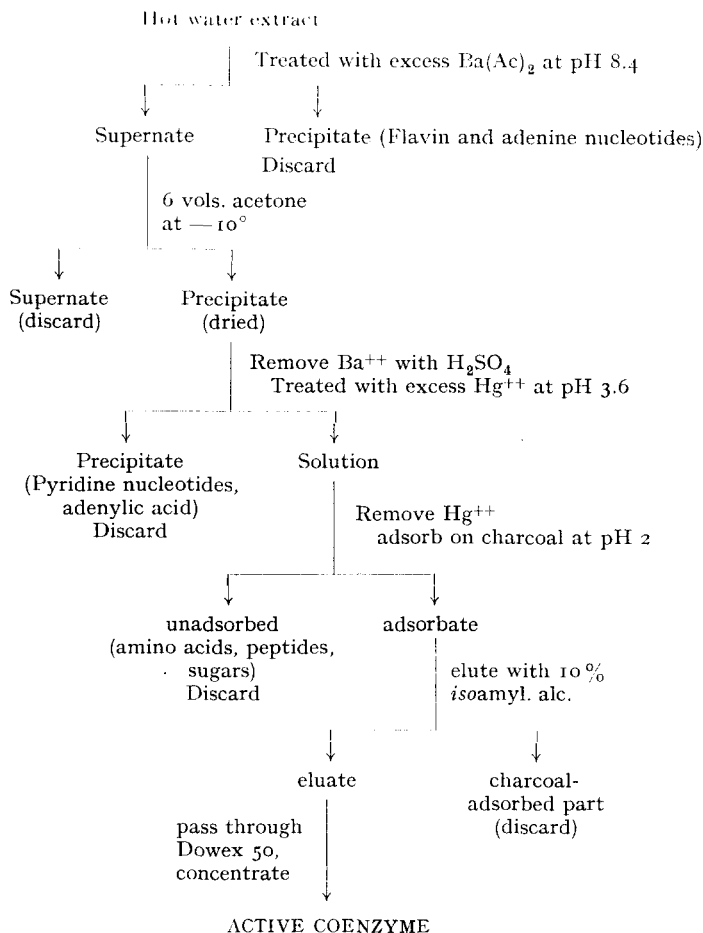 Hot water extract
Treated with excess Ba(Ac)₂ at pH 8.4
Supernate
Precipitate (Flavin and adenine nucleotides)
Discard
6 vols. acetone
at —10°
Supernate
(discard)
Precipitate
(dried)
Remove Ba⁺⁺ with H₂SO₄
Treated with excess Hg⁺⁺ at pH 3.6
Precipitate
(Pyridine nucleotides,
adenylic acid)
Discard
Solution
Remove Hg⁺⁺
adsorb on charcoal at pH 2
unadsorbed
(amino acids, peptides,
sugars)
Discard
adsorbate
elute with 10%
isoamyl. alc.
eluate
charcoal-
adsorbed part
(discard)
pass through
Dowex 50,
concentrate
ACTIVE COENZYME